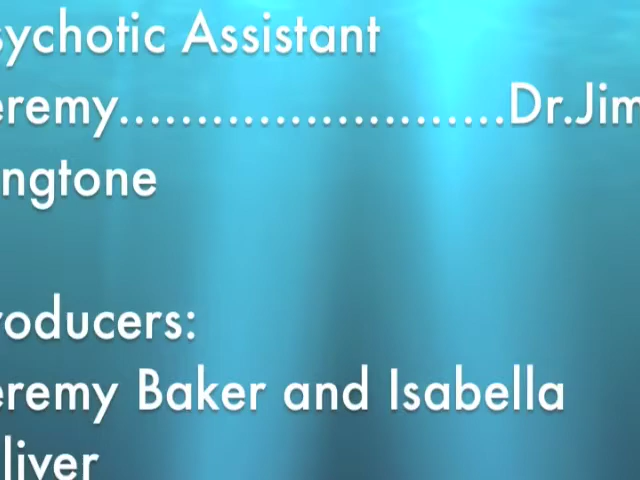 sychotic Assistant
eremy.........................Dr.Jim
ngtone
roducers:
eremy Baker and Isabella
liver